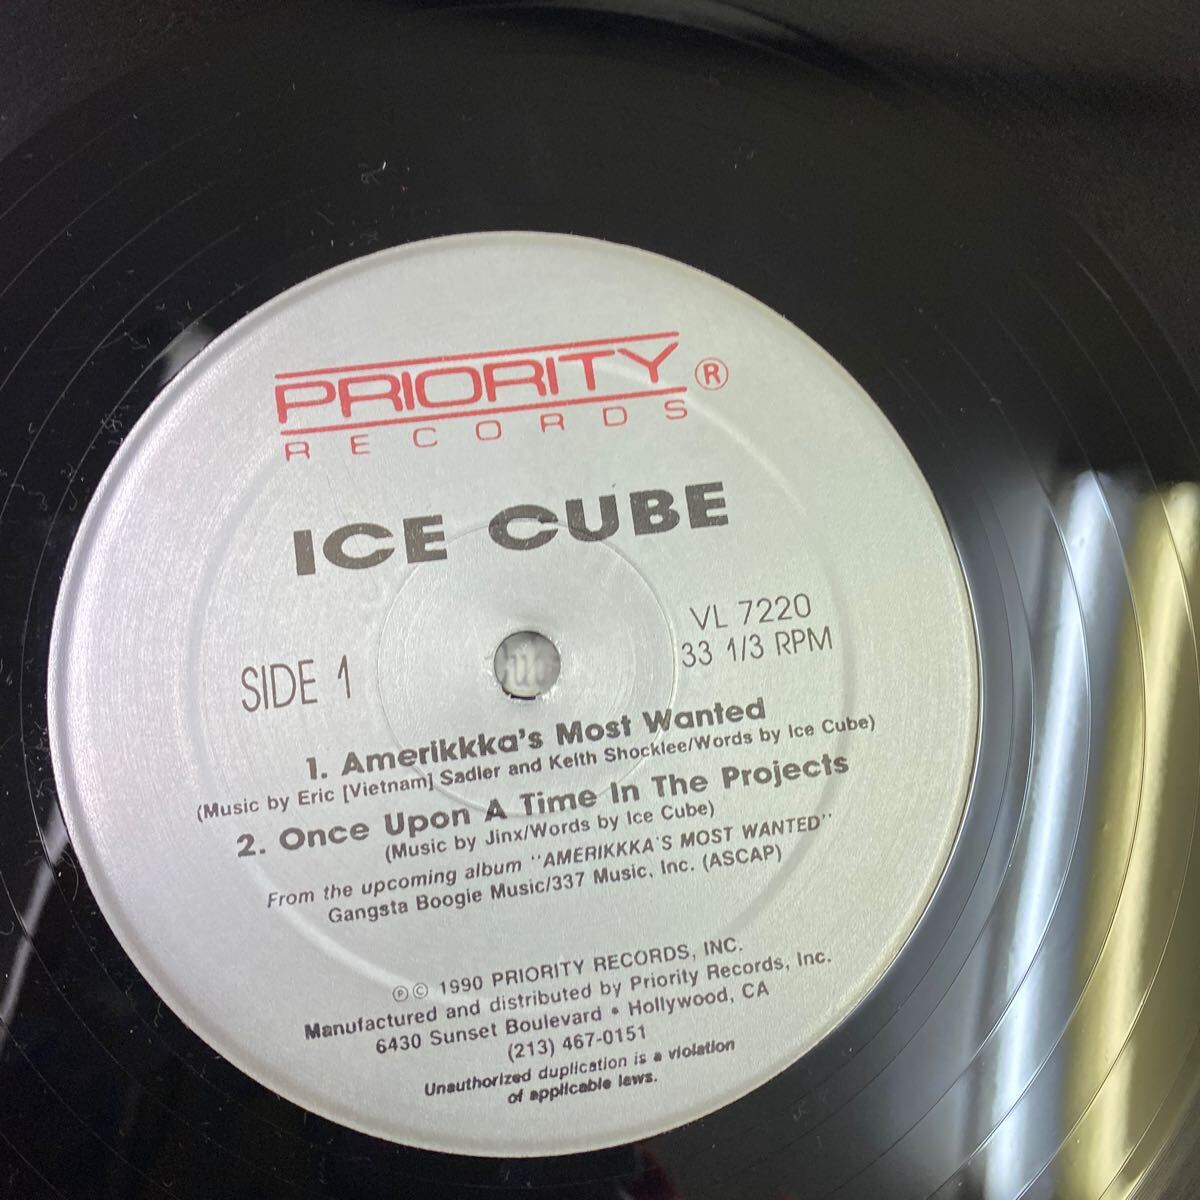 PRIORITY ®
RECORDS
ICE CUBE
VL 7220
33 1/3 RPM
SIDE 1
1. Amerikkka's Most Wanted
(Music by Eric [Vietnam] Sadler and Keith Shocklee/Words by Ice Cube)
2. Once Upon A Time In The Projects
(Music by Jinx/Words by Ice Cube)
From the upcoming album "AMERIKKKA'S MOST WANTED"
Gangsta Boogie Music/337 Music, Inc. (ASCAP)
℗© 1990 PRIORITY RECORDS, INC.
Manufactured and distributed by Priority Records, Inc.
6430 Sunset Boulevard • Hollywood, CA
(213) 467-0151
Unauthorized duplication is a violation
of applicable laws.